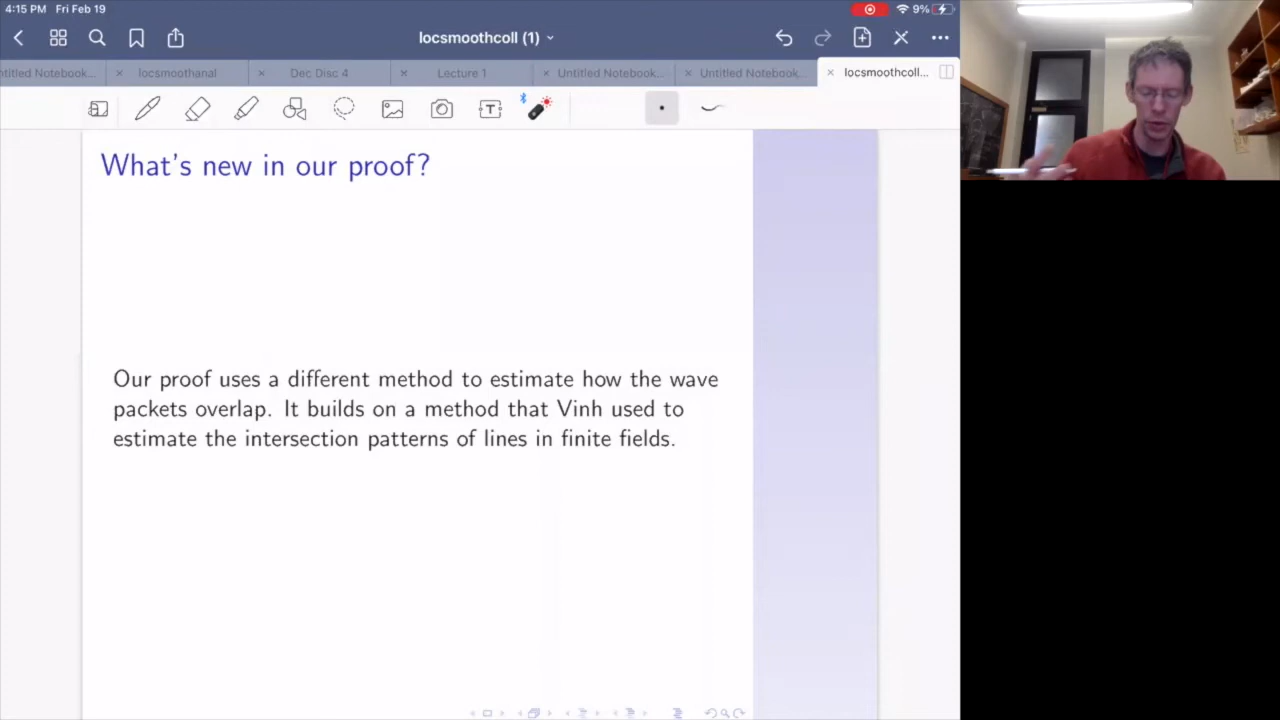 4:15 PM Fri Feb 19
9%
locsmoothcoll (1)
ntitled Notebook...
locsmoothanal
Dec Disc 4
Lecture 1
Untitled Notebook...
Untitled Notebook...
locsmoothcoll...
T
What's new in our proof?
Our proof uses a different method to estimate how the wave
packets overlap. It builds on a method that Vinh used to
estimate the intersection patterns of lines in finite fields.